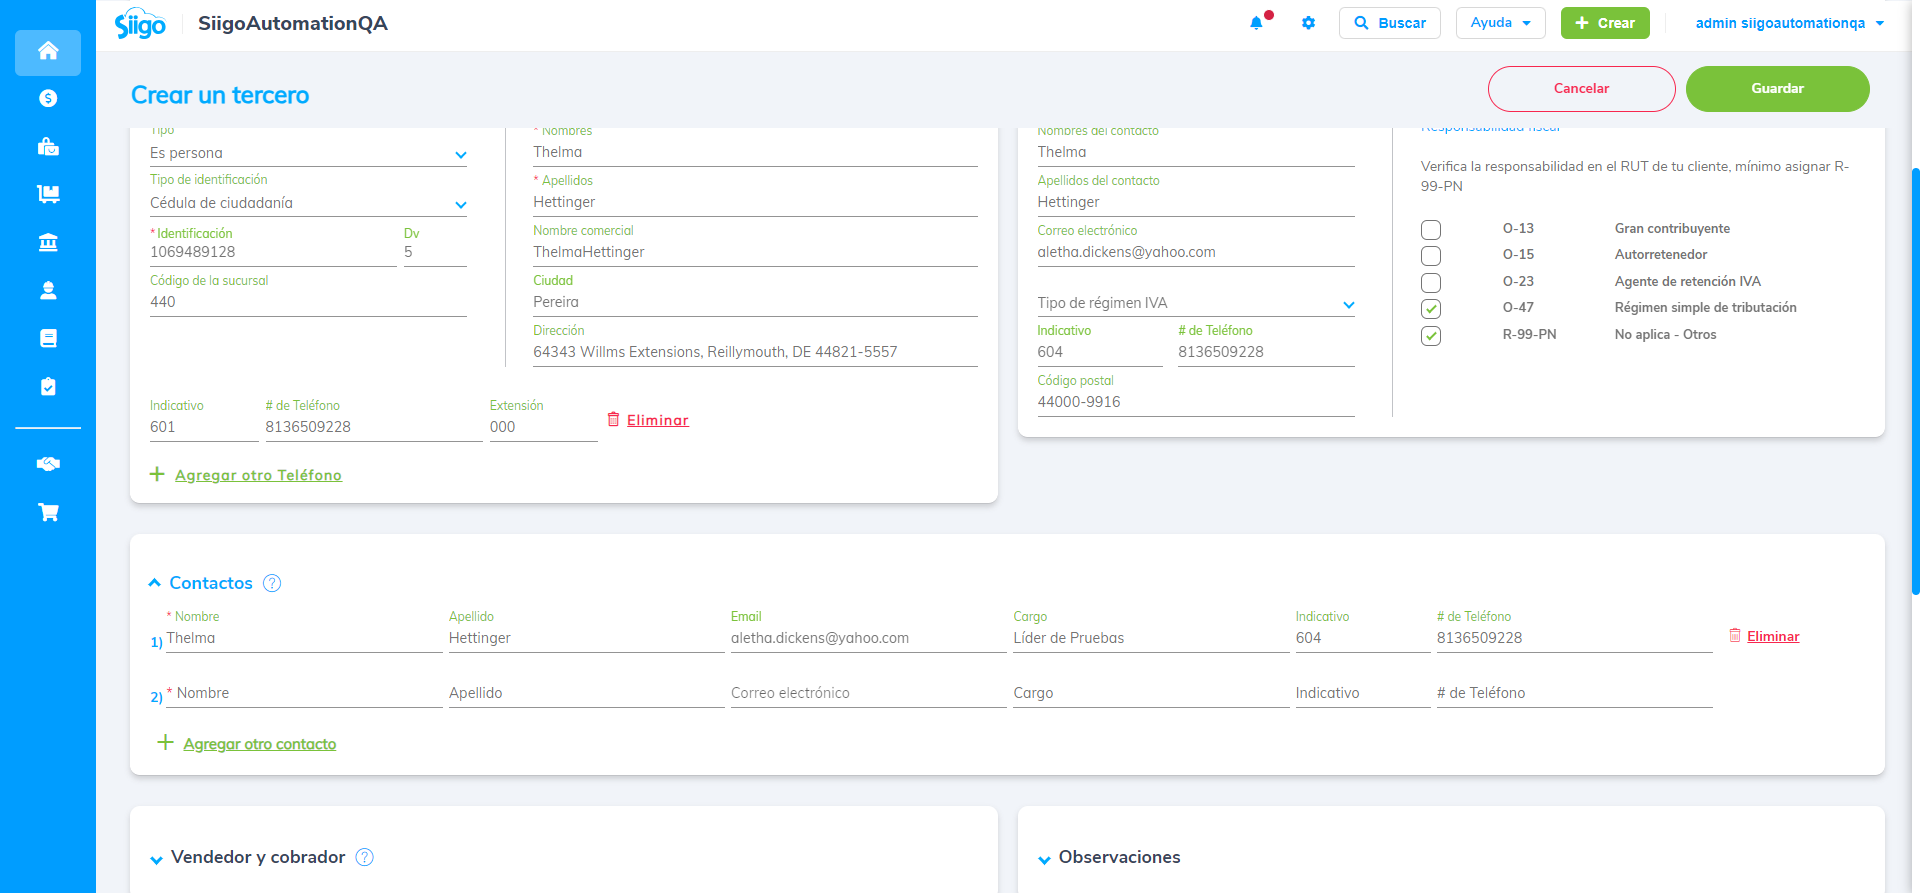 Siigo
SiigoAutomationQA
Buscar
Ayuda
Crear
admin siigoautomationqa
Crear un tercero
Cancelar
Guardar
Tipo
Es persona
Tipo de identificación
Cédula de ciudadanía
* Identificación
Dv
1069489128
5
Código de la sucursal
440
* Nombres
Thelma
* Apellidos
Hettinger
Nombre comercial
ThelmaHettinger
Ciudad
Pereira
Dirección
64343 Willms Extensions, Reillymouth, DE 44821-5557
Indicativo
# de Teléfono
Extensión
601
8136509228
000
Eliminar
Agregar otro Teléfono
Nombres del contacto
Thelma
Apellidos del contacto
Hettinger
Correo electrónico
aletha.dickens@yahoo.com
Tipo de régimen IVA
Indicativo
# de Teléfono
604
8136509228
Código postal
44000-9916
Responsabilidad fiscal
Verifica la responsabilidad en el RUT de tu cliente, mínimo asignar R-
99-PN
O-13 Gran contribuyente
O-15 Autorretenedor
O-23 Agente de retención IVA
O-47 Régimen simple de tributación
R-99-PN No aplica - Otros
Contactos ?
* Nombre Apellido Email Cargo Indicativo # de Teléfono
1) Thelma Hettinger aletha.dickens@yahoo.com Líder de Pruebas 604 8136509228 Eliminar
2) * Nombre Apellido Correo electrónico Cargo Indicativo # de Teléfono
Agregar otro contacto
Vendedor y cobrador ?
Observaciones